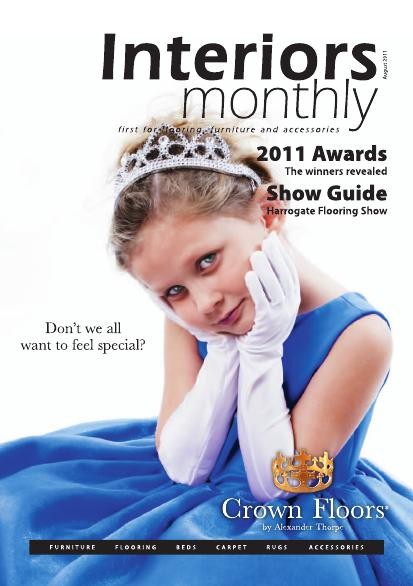 Interiors
monthly
August 2011
first for flooring, furniture and accessories
2011 Awards
The winners revealed
Show Guide
Harrogate Flooring Show
Don't we all
want to feel special?
Crown Floors®
by Alexander Thorpe
FURNITURE FLOORING BEDS CARPET RUGS ACCESSORIES